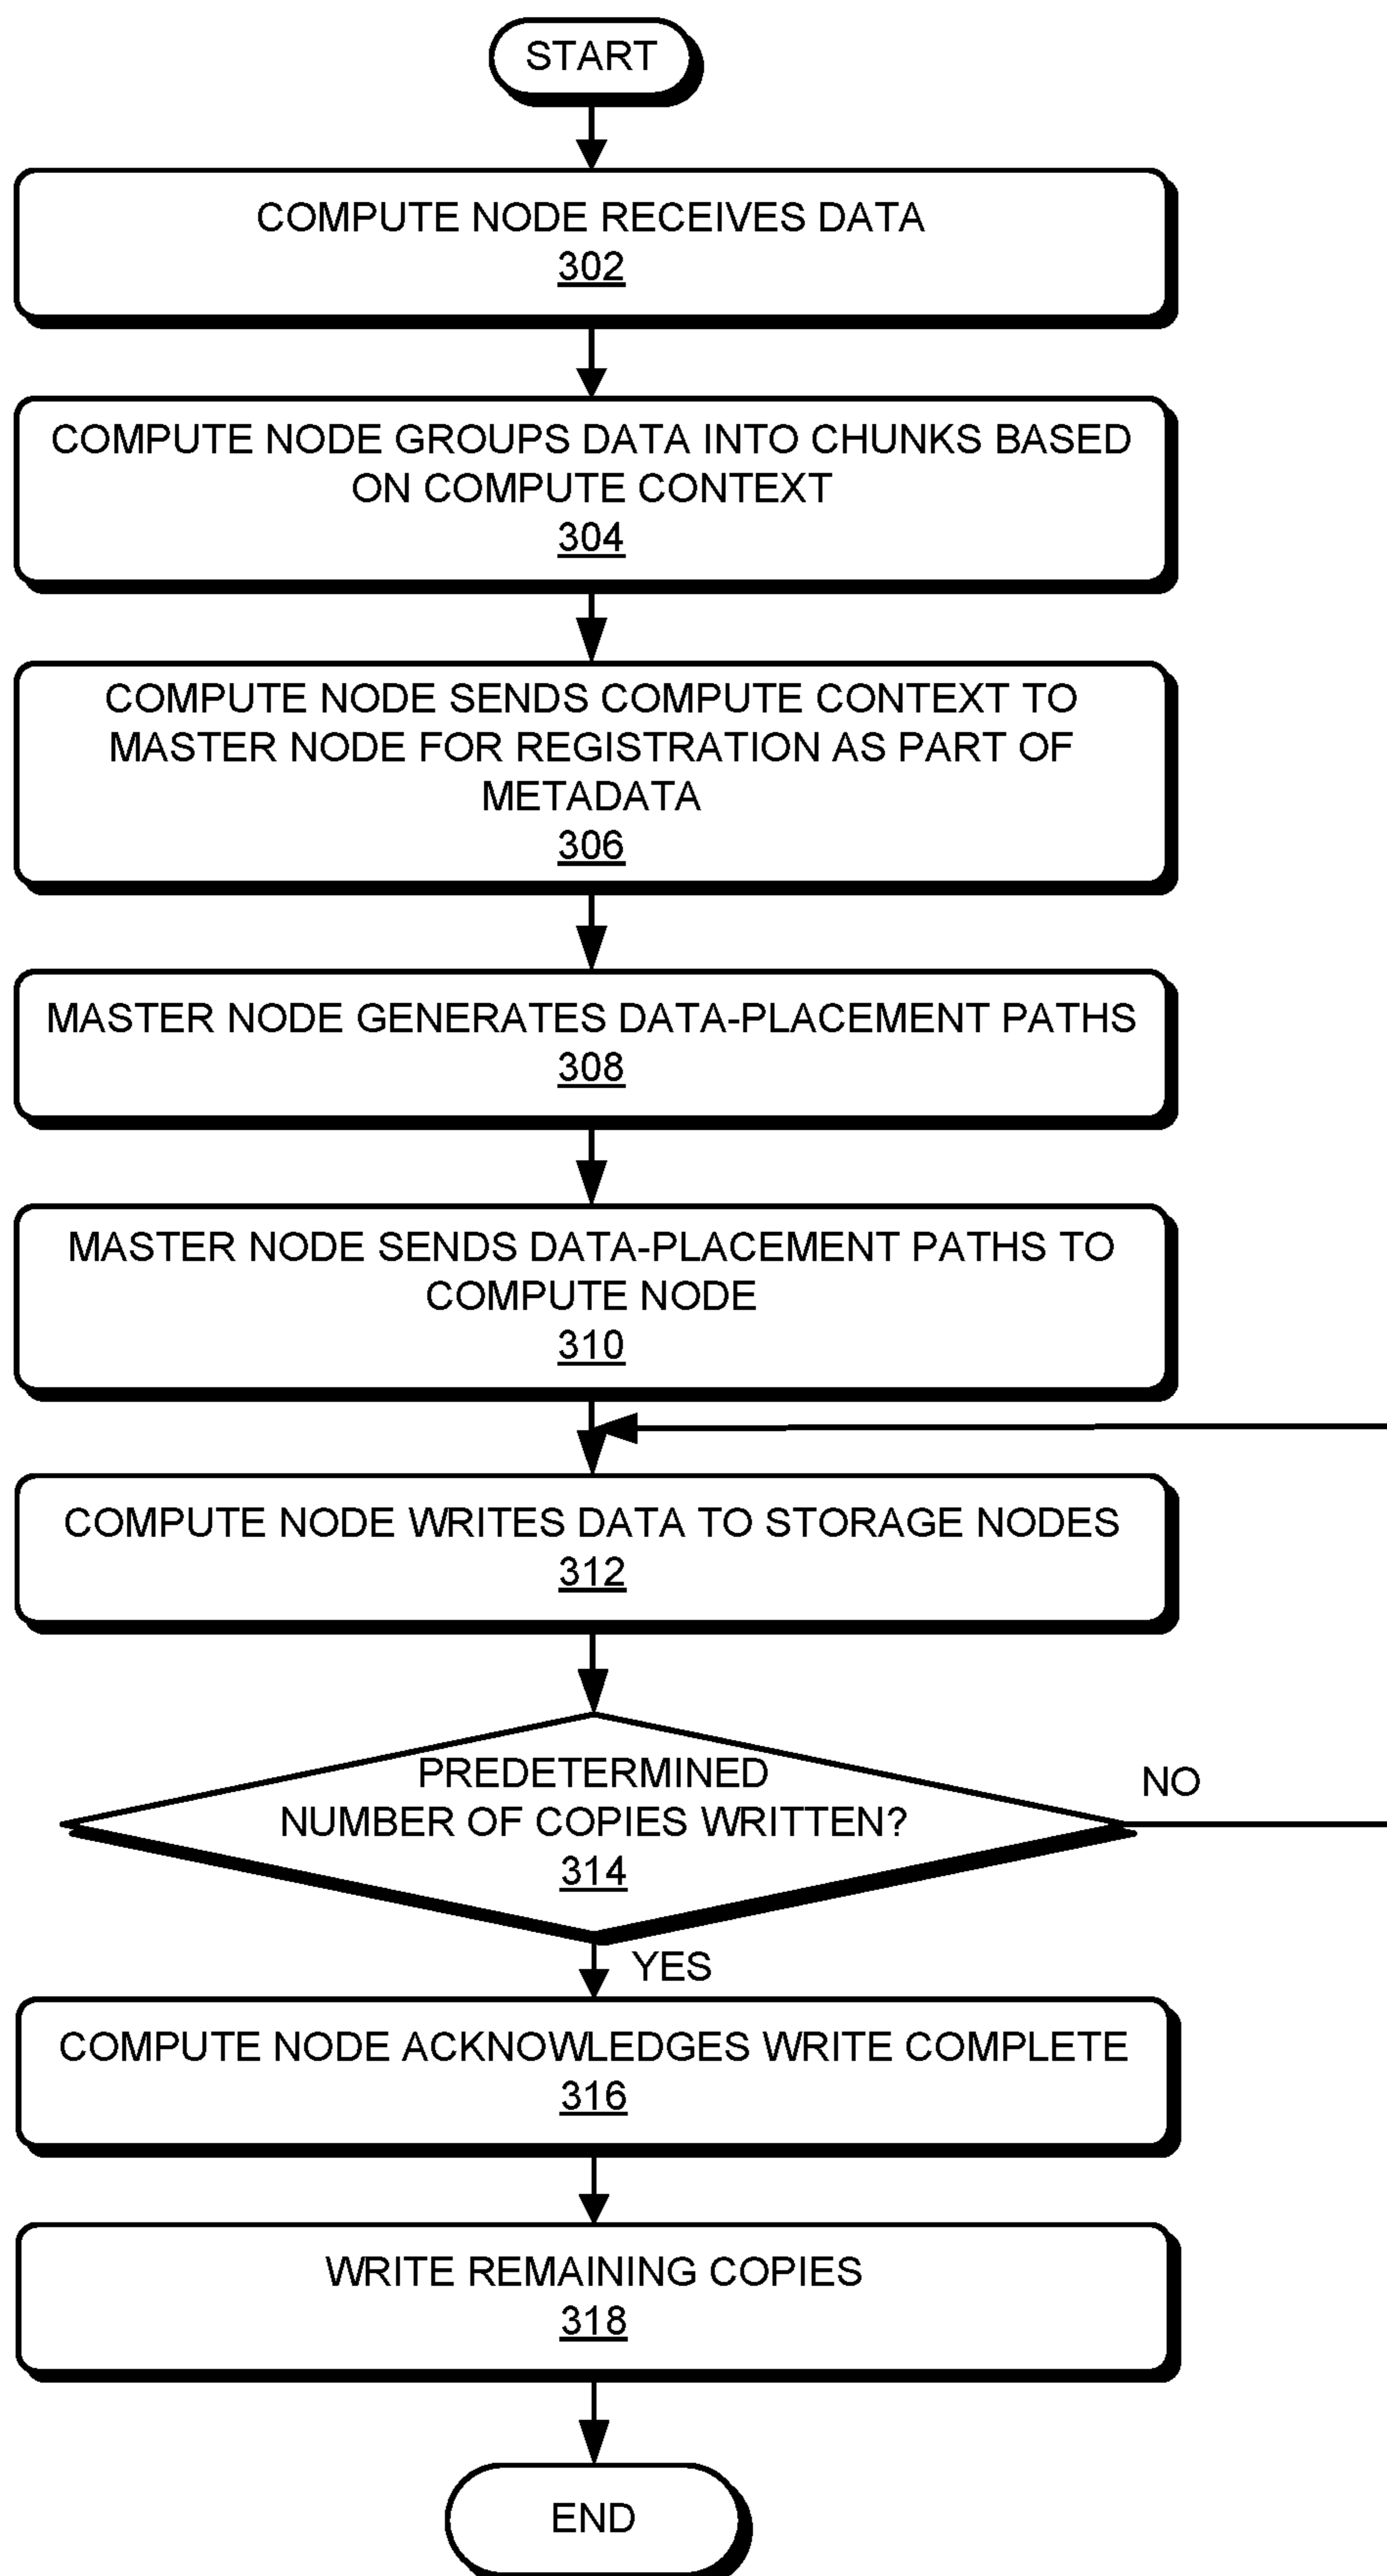 START
COMPUTE NODE RECEIVES DATA
302
COMPUTE NODE GROUPS DATA INTO CHUNKS BASED
ON COMPUTE CONTEXT
304
COMPUTE NODE SENDS COMPUTE CONTEXT TO
MASTER NODE FOR REGISTRATION AS PART OF
METADATA
306
MASTER NODE GENERATES DATA-PLACEMENT PATHS
308
MASTER NODE SENDS DATA-PLACEMENT PATHS TO
COMPUTE NODE
310
COMPUTE NODE WRITES DATA TO STORAGE NODES
312
PREDETERMINED
NUMBER OF COPIES WRITTEN?
314
NO
YES
COMPUTE NODE ACKNOWLEDGES WRITE COMPLETE
316
WRITE REMAINING COPIES
318
END